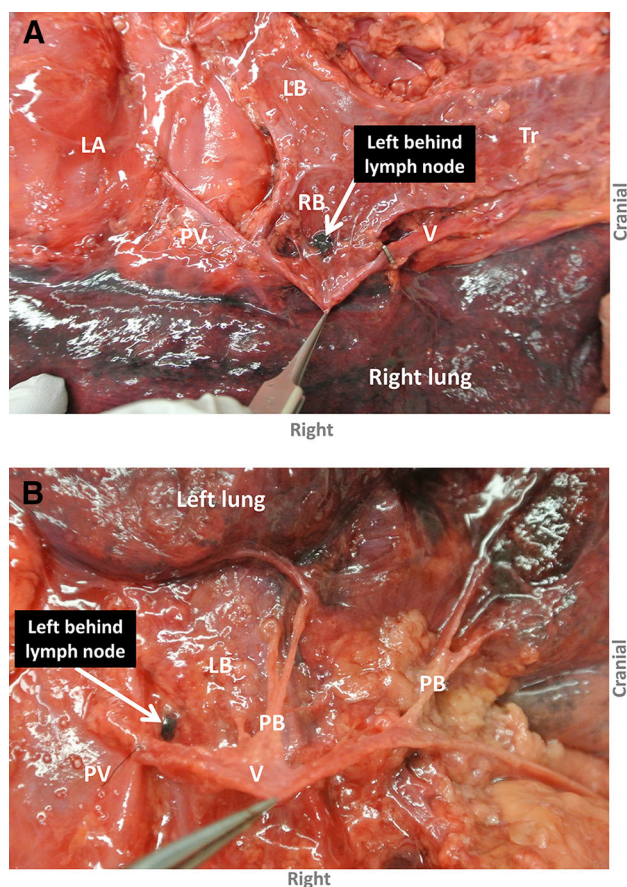 A
LB
Left behind
lymph node
Tr
LA
RB
PV
V
Cranial
Right lung
Right
B
Left lung
Left behind
lymph node
LB
PB
PB
PV
V
Cranial
Right